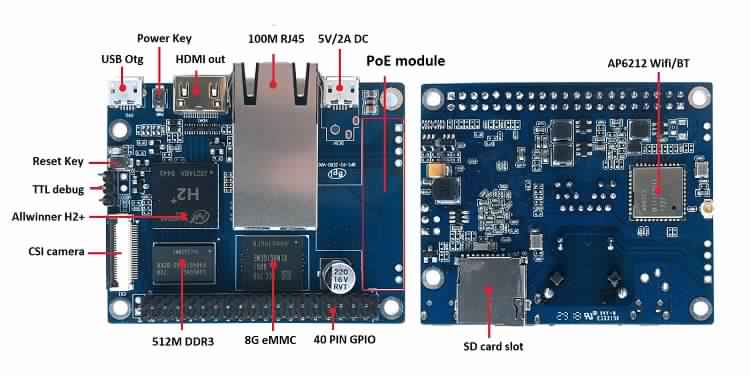 Power Key
100M RJ45
5V/2A DC
USB Otg
HDMI out
PoE module
AP6212 Wifi/BT
Reset Key
TTL debug
H2+
Allwinner H2+
CSI camera
220
16V
RVT
512M DDR3
8G eMMC
40 PIN GPIO
SD card slot